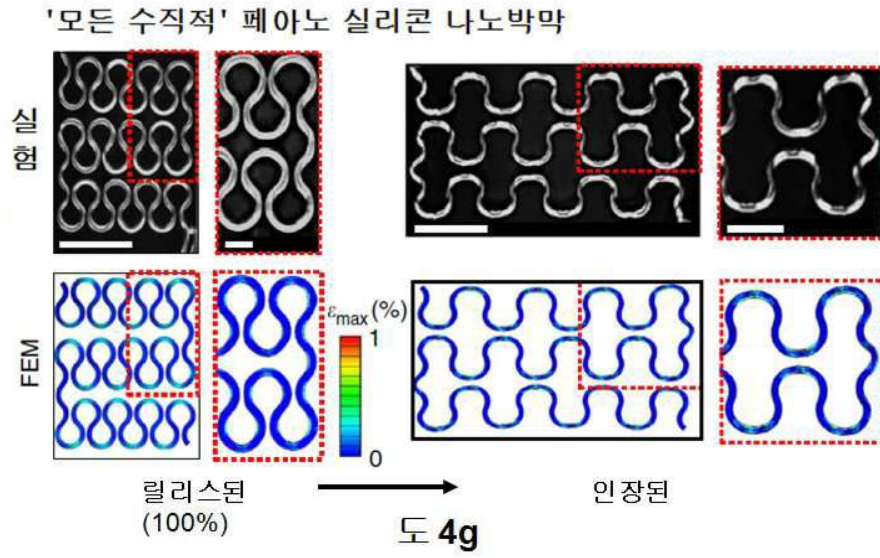 '모든 수직적' 페아노 실리콘 나노박막
실
험
FEM
εmax(%)
1
0
릴리스된
(100%)
인장된
도 4g